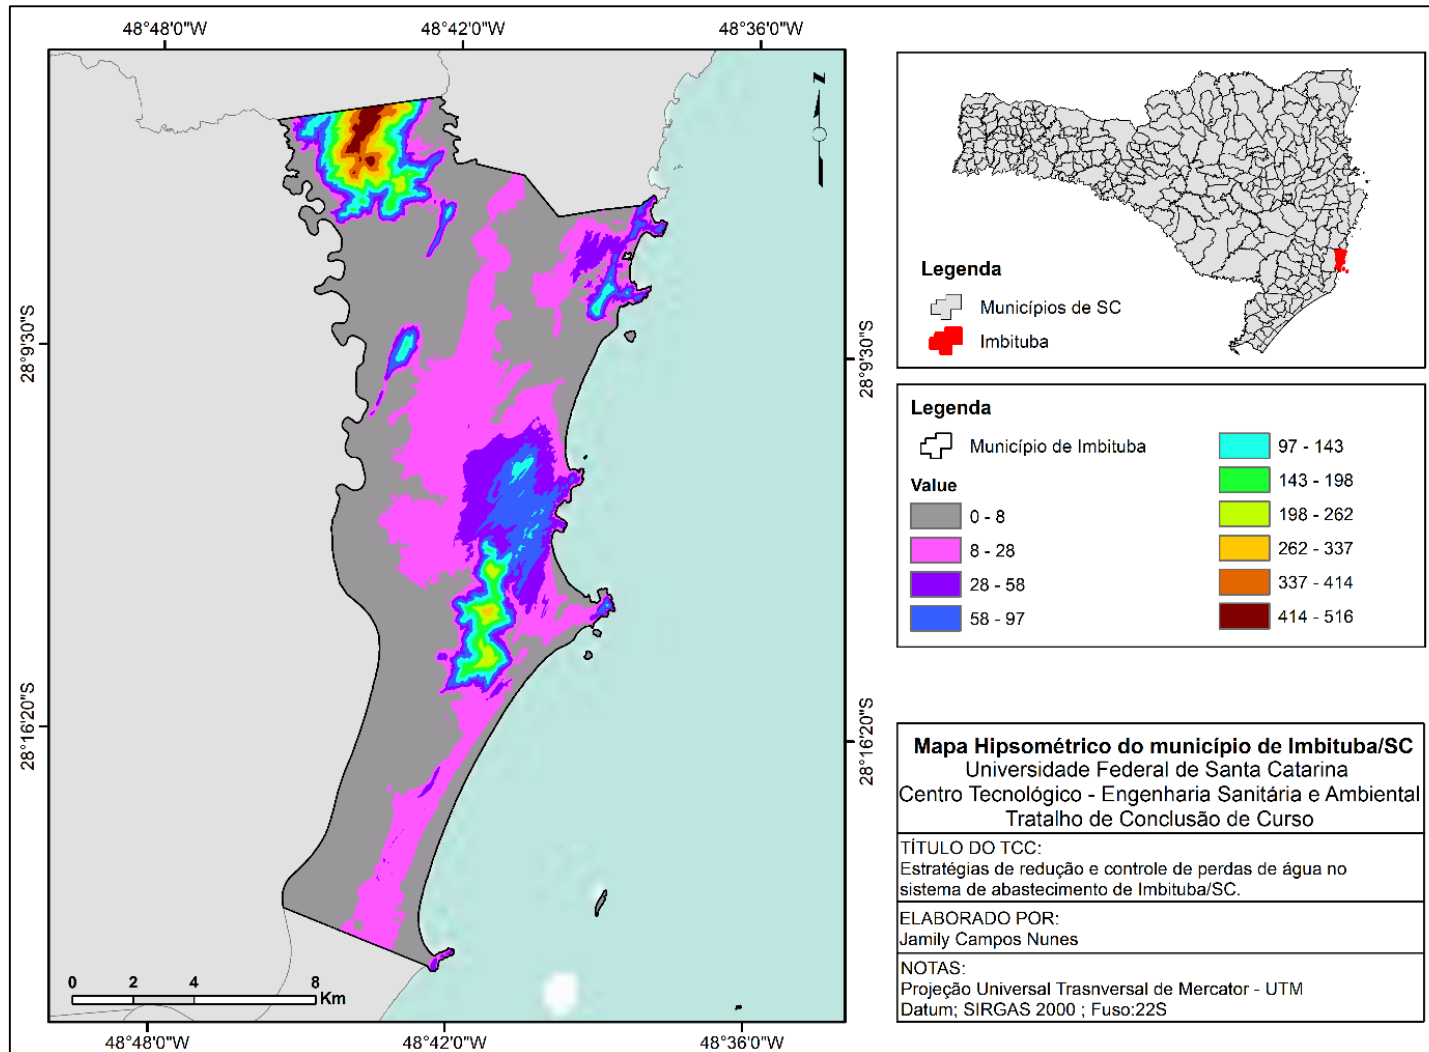 48°48'0"W
48°42'0"W
48°36'0"W
28°9'30"S
28°16'20"S
28°9'30"S
28°16'20"S
0 2 4 8
Km
48°48'0"W
48°42'0"W
48°36'0"W
Legenda
Municípios de SC
Imbituba
Legenda
Município de Imbituba
Value
0 - 8
8 - 28
28 - 58
58 - 97
97 - 143
143 - 198
198 - 262
262 - 337
337 - 414
414 - 516
Mapa Hipsométrico do município de Imbituba/SC
Universidade Federal de Santa Catarina
Centro Tecnológico - Engenharia Sanitária e Ambiental
Tratalho de Conclusão de Curso
TÍTULO DO TCC:
Estratégias de redução e controle de perdas de água no
sistema de abastecimento de Imbituba/SC.
ELABORADO POR:
Jamily Campos Nunes
NOTAS:
Projeção Universal Trasnversal de Mercator - UTM
Datum; SIRGAS 2000 ; Fuso:22S